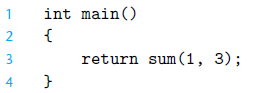 1 int main()
2 {
3     return sum(1, 3);
4 }